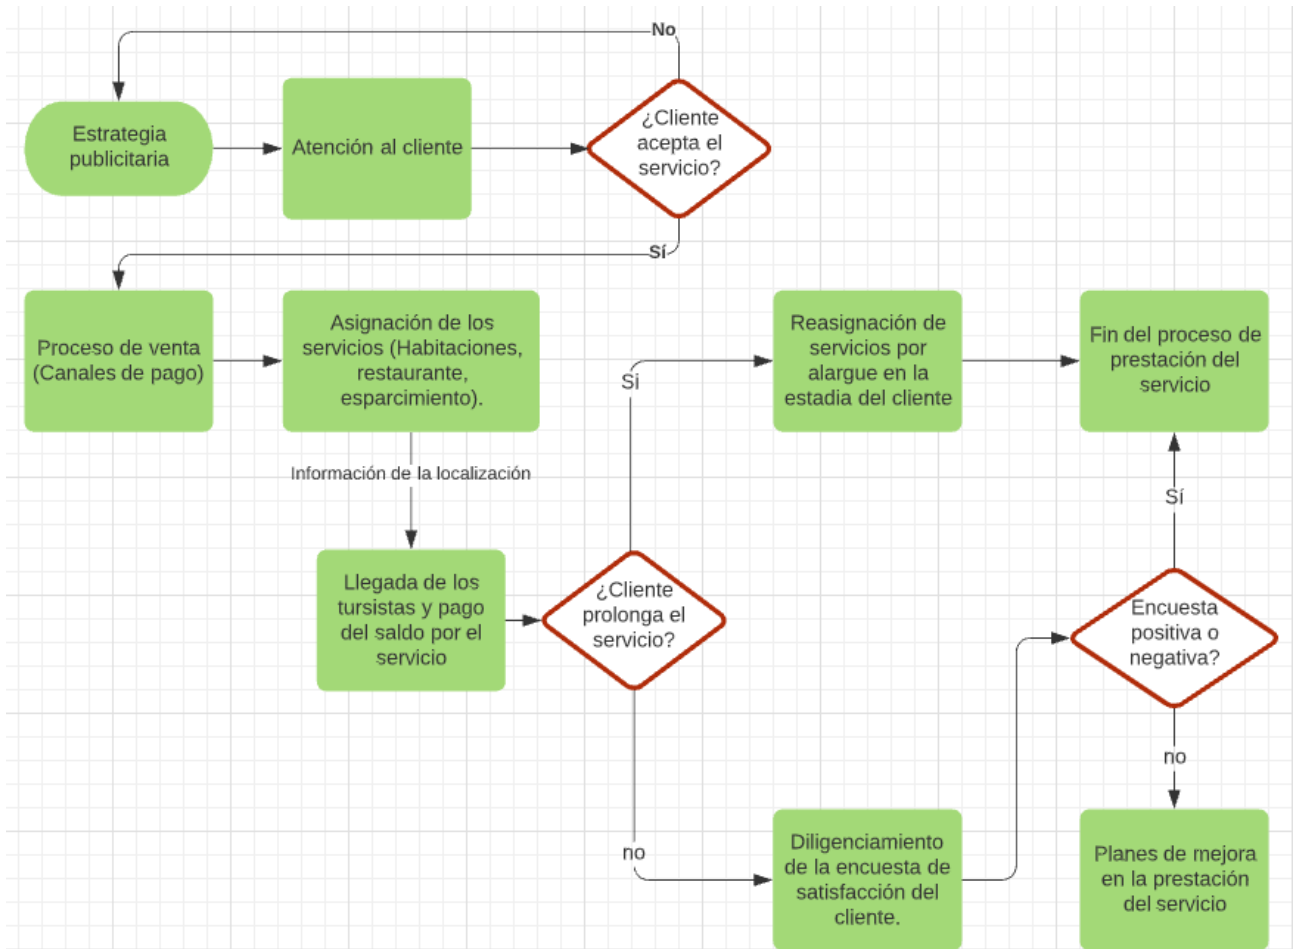 No
Estrategia
publicitaria
Atención al cliente
¿Cliente
acepta el
servicio?
Sí
Proceso de venta
(Canales de pago)
Asignación de los
servicios (Habitaciones,
restaurante,
esparcimiento).
Reasignación de
servicios por
alargue en la
estadia del cliente
Fin del proceso de
prestación del
servicio
Si
Información de la localización
Sí
Llegada de los
tursistas y pago
del saldo por el
servicio
¿Cliente
prolonga el
servicio?
Encuesta
positiva o
negativa?
no
no
Diligenciamiento
de la encuesta de
satisfacción del
cliente.
Planes de mejora
en la prestación
del servicio